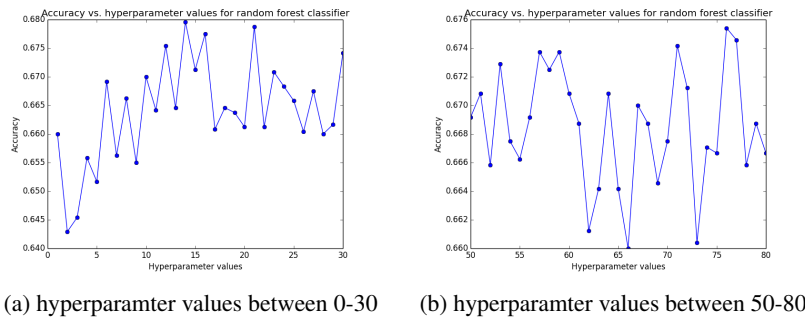 Accuracy vs. hyperparameter values for random forest classifier
0.680
0.675
0.670
0.665
0.660
0.655
0.650
0.645
0.640
Accuracy
0 5 10 15 20 25 30
Hyperparameter values
(a) hyperparamter values between 0-30
Accuracy vs. hyperparameter values for random forest classifier
0.676
0.674
0.672
0.670
0.668
0.666
0.664
0.662
0.660
Accuracy
50 55 60 65 70 75 80
Hyperparameter values
(b) hyperparamter values between 50-80